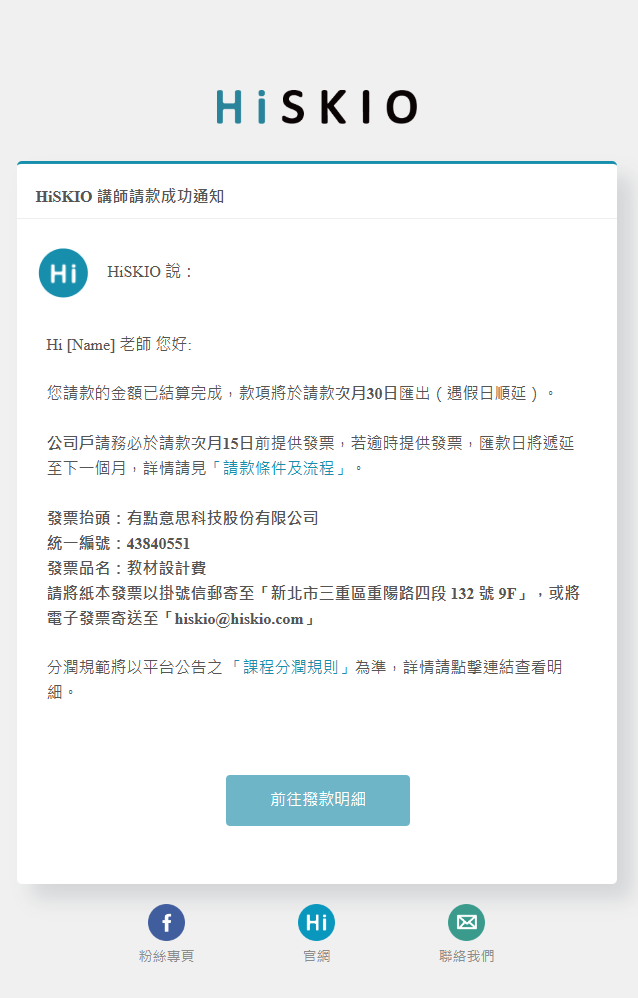 HiSKIO
HiSKIO 講師請款成功通知
Hi
HiSKIO 說：
Hi [Name] 老師 您好:
您請款的金額已結算完成，款項將於請款次月30日匯出（遇假日順延）。
公司戶請務必於請款次月15日前提供發票，若逾時提供發票，匯款日將遞延
至下一個月，詳情請見「請款條件及流程」。
發票抬頭：有點意思科技股份有限公司
統一編號：43840551
發票品名：教材設計費
請將紙本發票以掛號信郵寄至「新北市三重區重陽路四段 132 號 9F」，或將
電子發票寄送至「hiskio@hiskio.com」
分潤規範將以平台公告之「課程分潤規則」為準，詳情請點擊連結查看明
細。
前往撥款明細
f
Hi
粉絲專頁
官網
聯絡我們